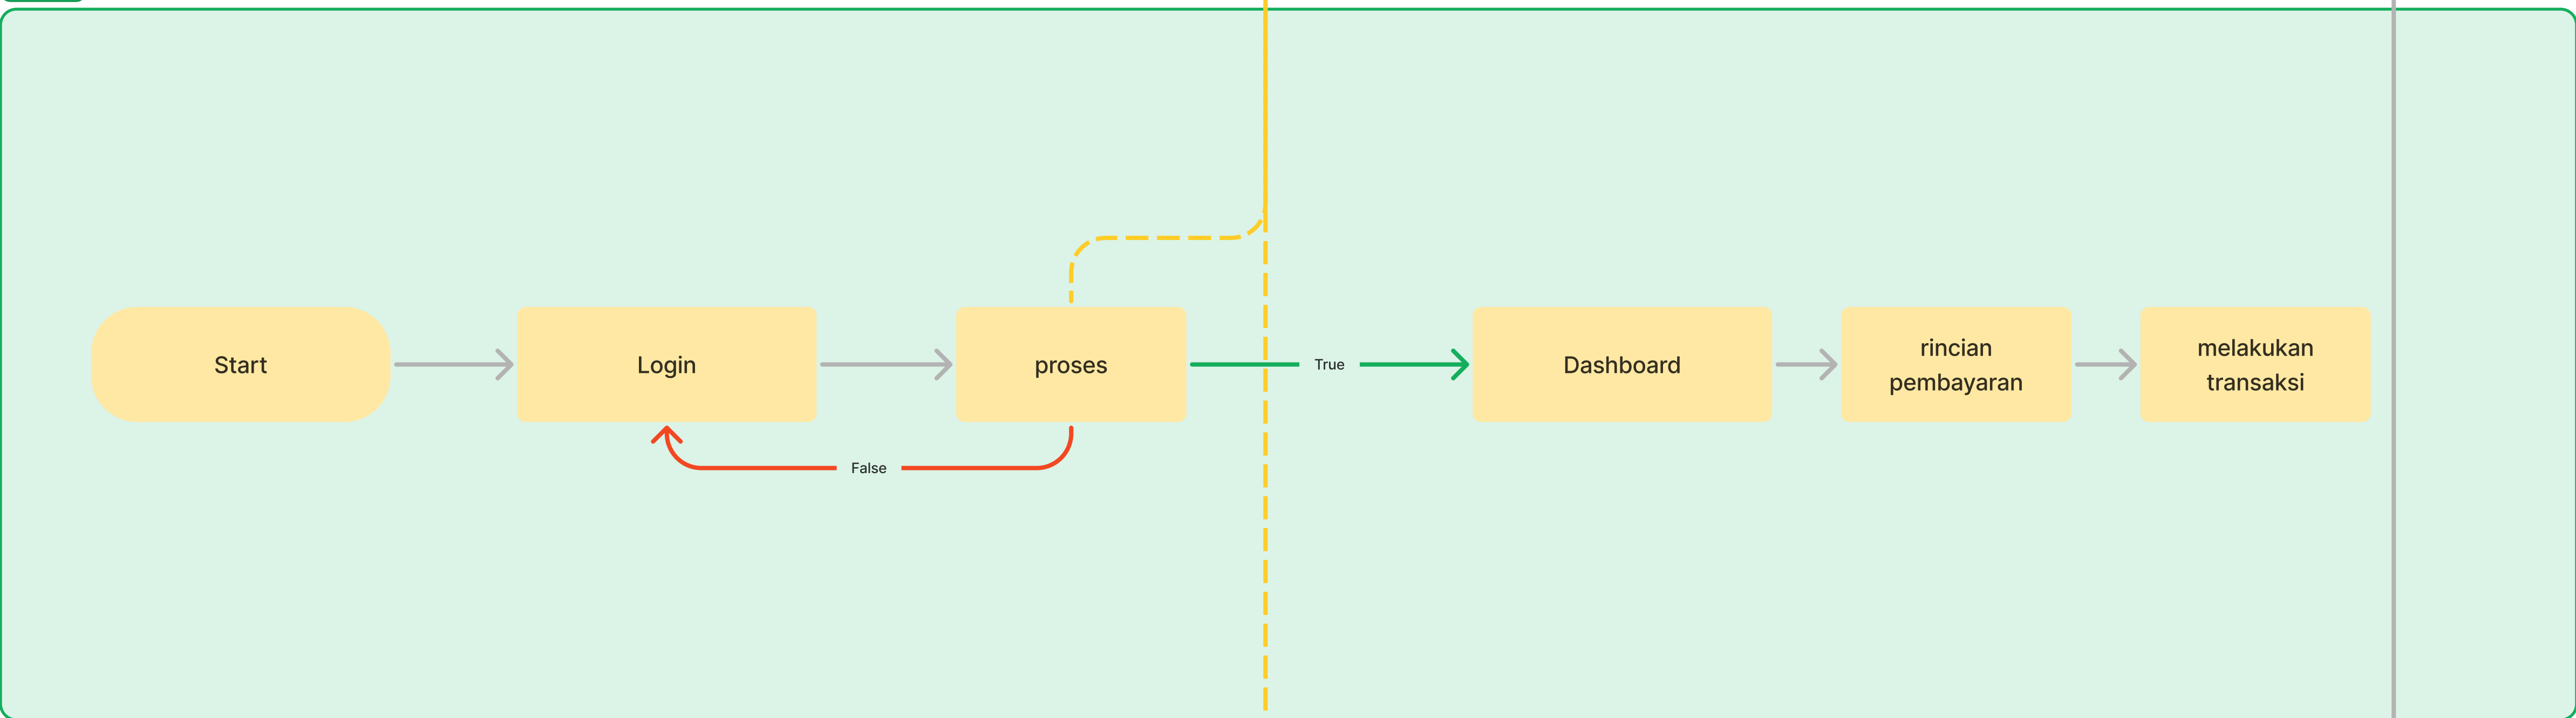 Start
Login
proses
True
Dashboard
rincian
pembayaran
melakukan
transaksi
False